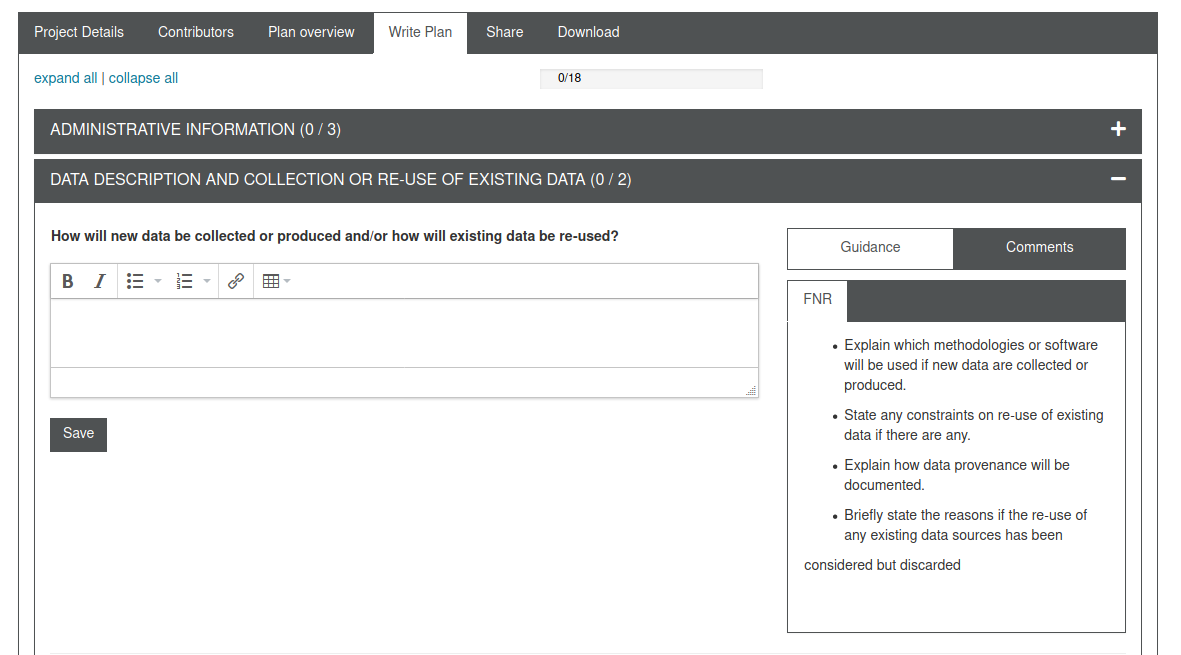 Project Details Contributors Plan overview Write Plan Share Download
expand all | collapse all 0/18
ADMINISTRATIVE INFORMATION (0 / 3)
DATA DESCRIPTION AND COLLECTION OR RE-USE OF EXISTING DATA (0 / 2)
How will new data be collected or produced and/or how will existing data be re-used?
B I
Save
Guidance Comments
FNR
• Explain which methodologies or software
will be used if new data are collected or
produced.
• State any constraints on re-use of existing
data if there are any.
• Explain how data provenance will be
documented.
• Briefly state the reasons if the re-use of
any existing data sources has been
considered but discarded